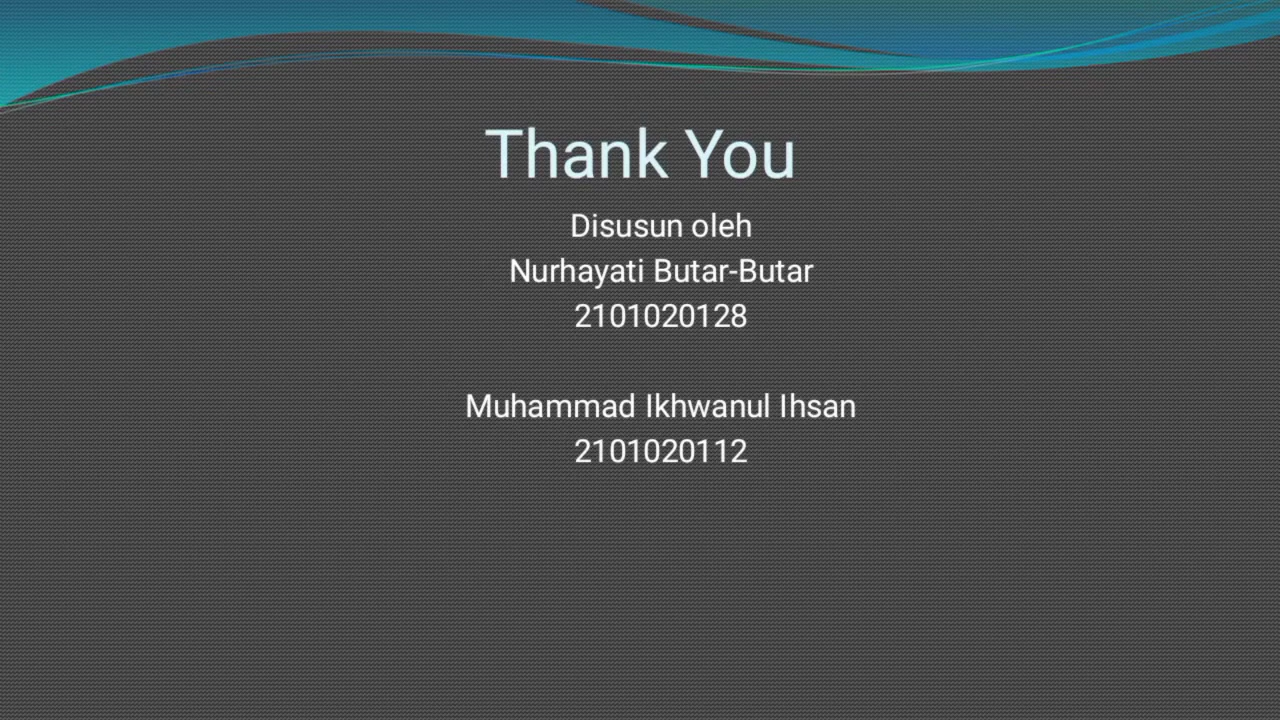 Thank You
Disusun oleh
Nurhayati Butar-Butar
2101020128
Muhammad Ikhwanul Ihsan
2101020112